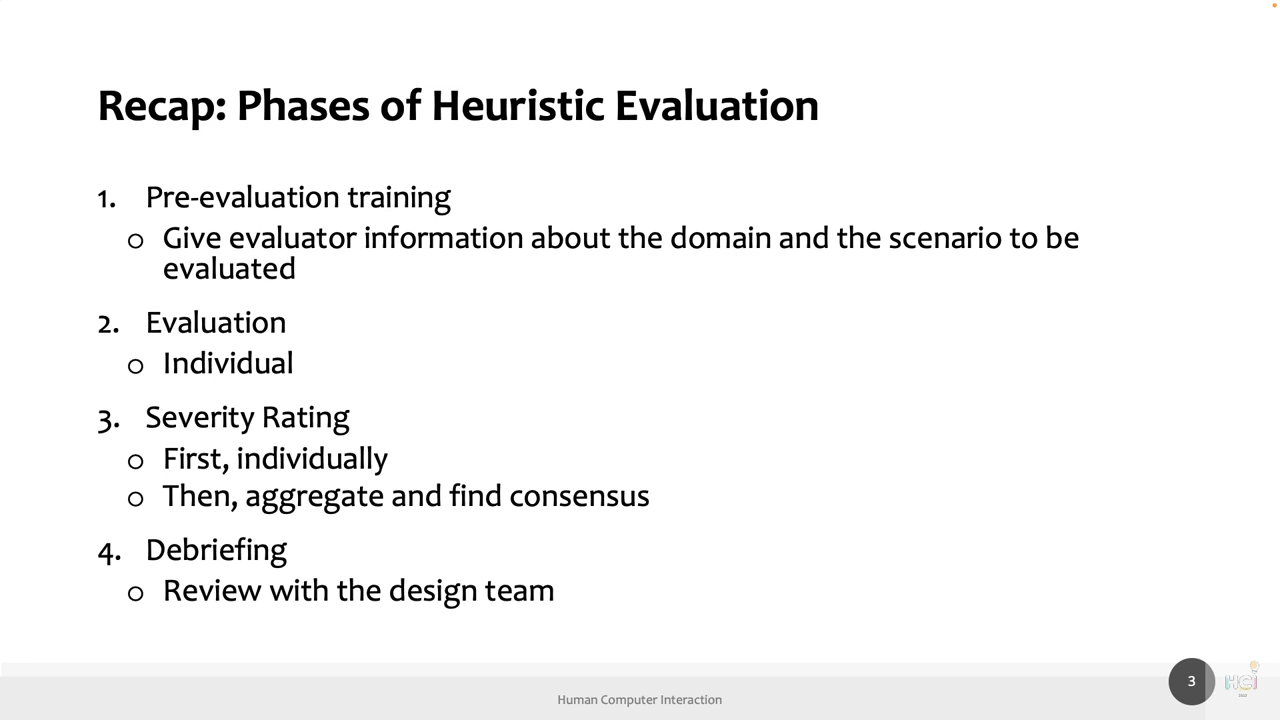 Recap: Phases of Heuristic Evaluation
1. Pre-evaluation training
o Give evaluator information about the domain and the scenario to be
evaluated
2. Evaluation
o Individual
3. Severity Rating
o First, individually
o Then, aggregate and find consensus
4. Debriefing
o Review with the design team
Human Computer Interaction
3
HCI